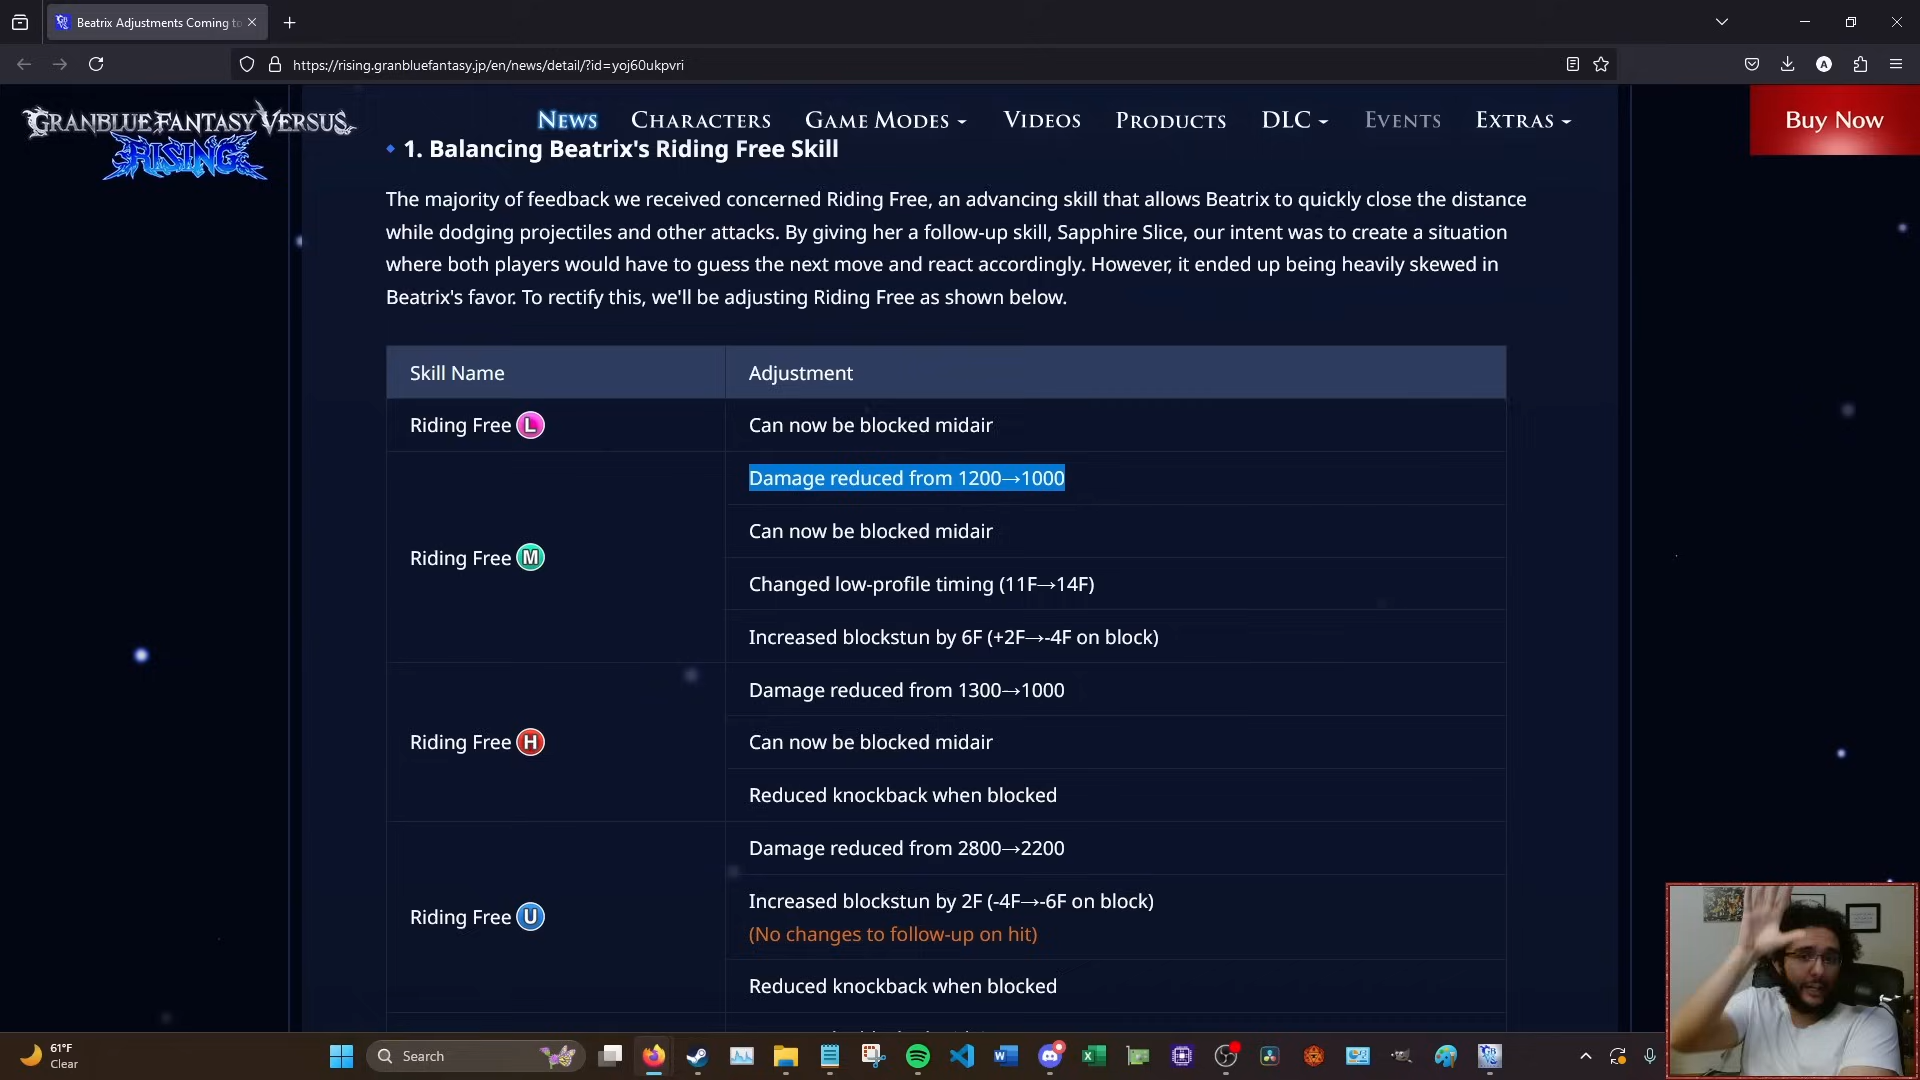 Beatrix Adjustments Coming to
https://rising.granbluefantasy.jp/en/news/detail/?id=yoj60ukpvri
GRANBLUE FANTASY VERSUS
RISING
NEWS
CHARACTERS
GAME MODES
VIDEOS
PRODUCTS
DLC
EVENTS
EXTRAS
Buy Now
1. Balancing Beatrix's Riding Free Skill
The majority of feedback we received concerned Riding Free, an advancing skill that allows Beatrix to quickly close the distance
while dodging projectiles and other attacks. By giving her a follow-up skill, Sapphire Slice, our intent was to create a situation
where both players would have to guess the next move and react accordingly. However, it ended up being heavily skewed in
Beatrix's favor. To rectify this, we'll be adjusting Riding Free as shown below.
Skill Name
Adjustment
Riding Free L
Can now be blocked midair
Riding Free M
Damage reduced from 1200→1000
Can now be blocked midair
Changed low-profile timing (11F→14F)
Increased blockstun by 6F (+2F→-4F on block)
Riding Free H
Damage reduced from 1300→1000
Can now be blocked midair
Reduced knockback when blocked
Riding Free U
Damage reduced from 2800→2200
Increased blockstun by 2F (-4F→-6F on block)
(No changes to follow-up on hit)
Reduced knockback when blocked
61°F
Clear
Search